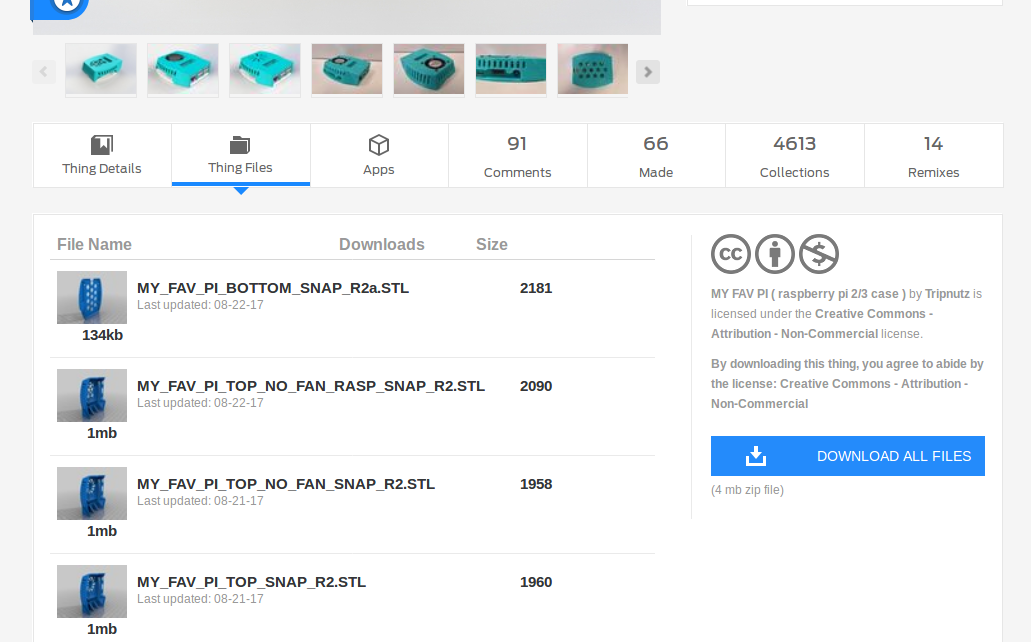 Thing Details
Thing Files
Apps
91
Comments
66
Made
4613
Collections
14
Remixes
File Name Downloads Size
MY_FAV_PI_BOTTOM_SNAP_R2a.STL 2181
Last updated: 08-22-17
134kb
MY_FAV_PI_TOP_NO_FAN_RASP_SNAP_R2.STL 2090
Last updated: 08-22-17
1mb
MY_FAV_PI_TOP_NO_FAN_SNAP_R2.STL 1958
Last updated: 08-21-17
1mb
MY_FAV_PI_TOP_SNAP_R2.STL 1960
Last updated: 08-21-17
1mb
cc
MY FAV PI ( raspberry pi 2/3 case ) by Tripnutz is
licensed under the Creative Commons -
Attribution - Non-Commercial license.
By downloading this thing, you agree to abide by
the license: Creative Commons - Attribution -
Non-Commercial
DOWNLOAD ALL FILES
(4 mb zip file)